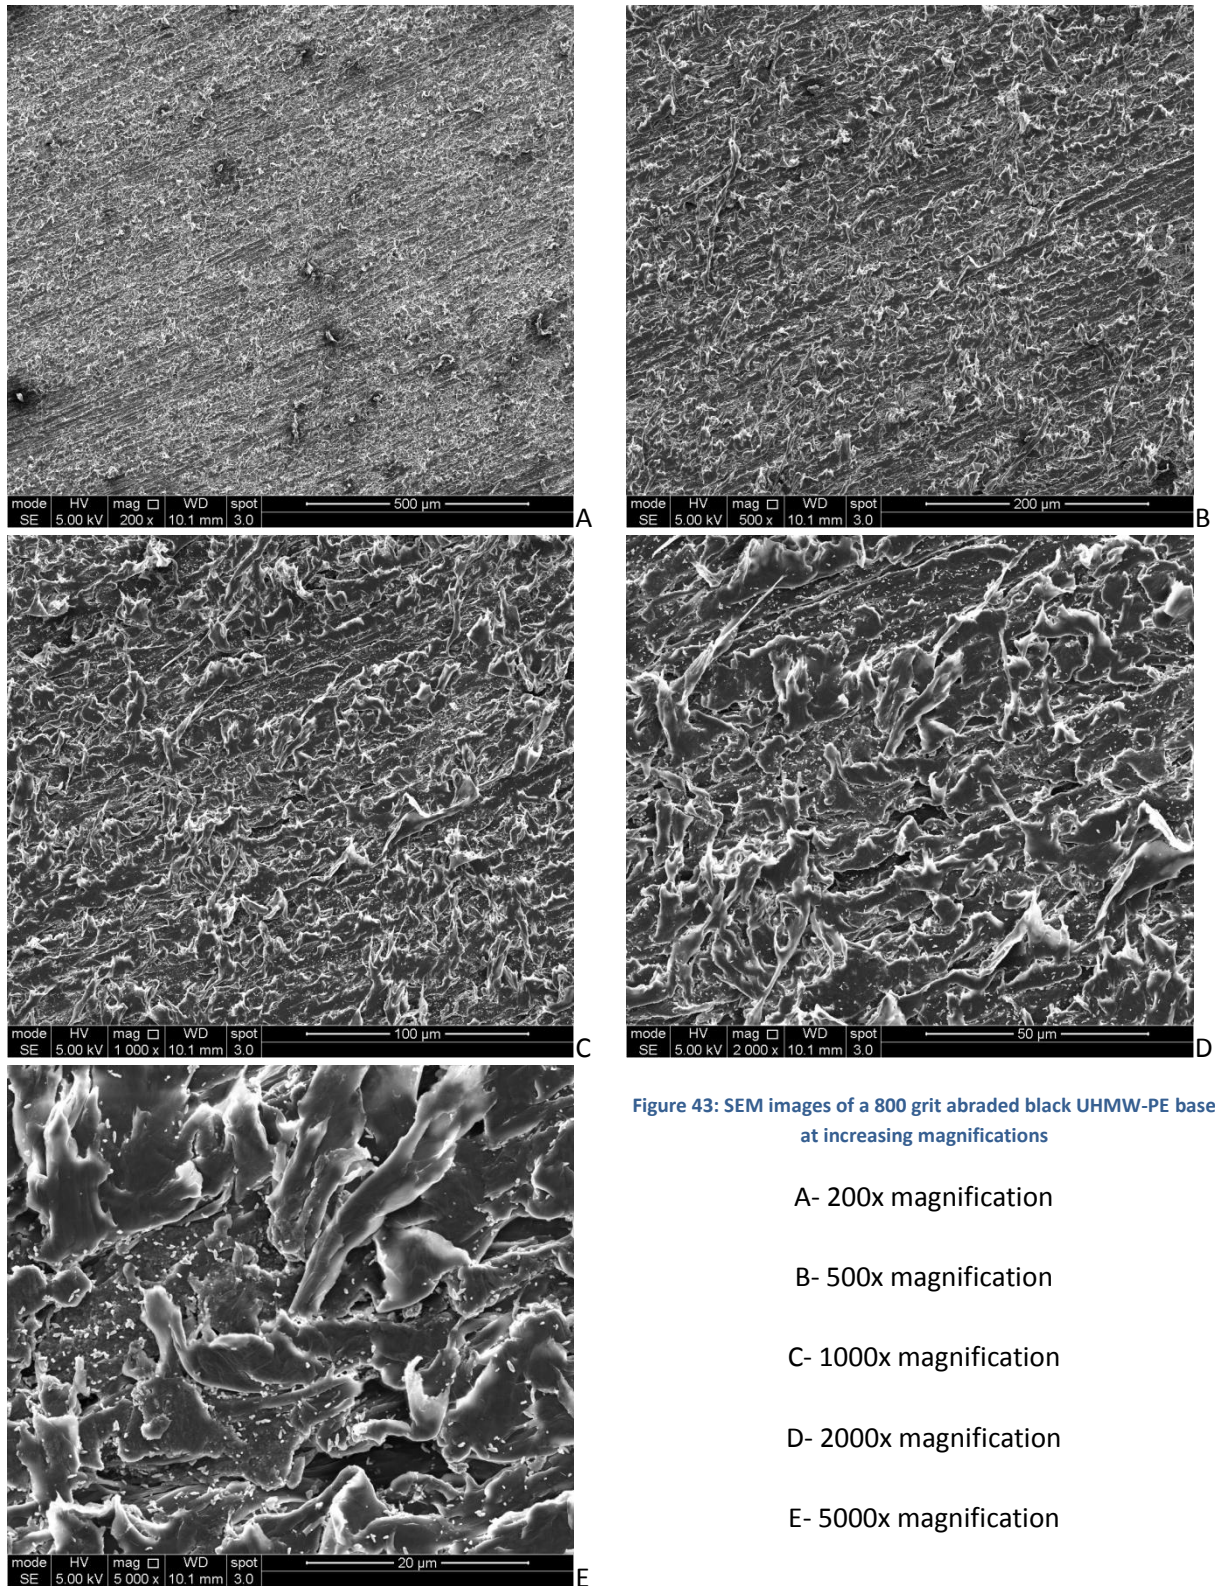 mode HV mag □ WD spot
SE 5.00 kV 200 x 10.1 mm 3.0 500 µm
A
mode HV mag □ WD spot
SE 5.00 kV 500 x 10.1 mm 3.0 200 µm
B
mode HV mag □ WD spot
SE 5.00 kV 1 000 x 10.1 mm 3.0 100 µm
C
mode HV mag □ WD spot
SE 5.00 kV 2 000 x 10.1 mm 3.0 50 µm
D
mode HV mag □ WD spot
SE 5.00 kV 5 000 x 10.1 mm 3.0 20 µm
E
Figure 43: SEM images of a 800 grit abraded black UHMW-PE base
at increasing magnifications
A- 200x magnification
B- 500x magnification
C- 1000x magnification
D- 2000x magnification
E- 5000x magnification